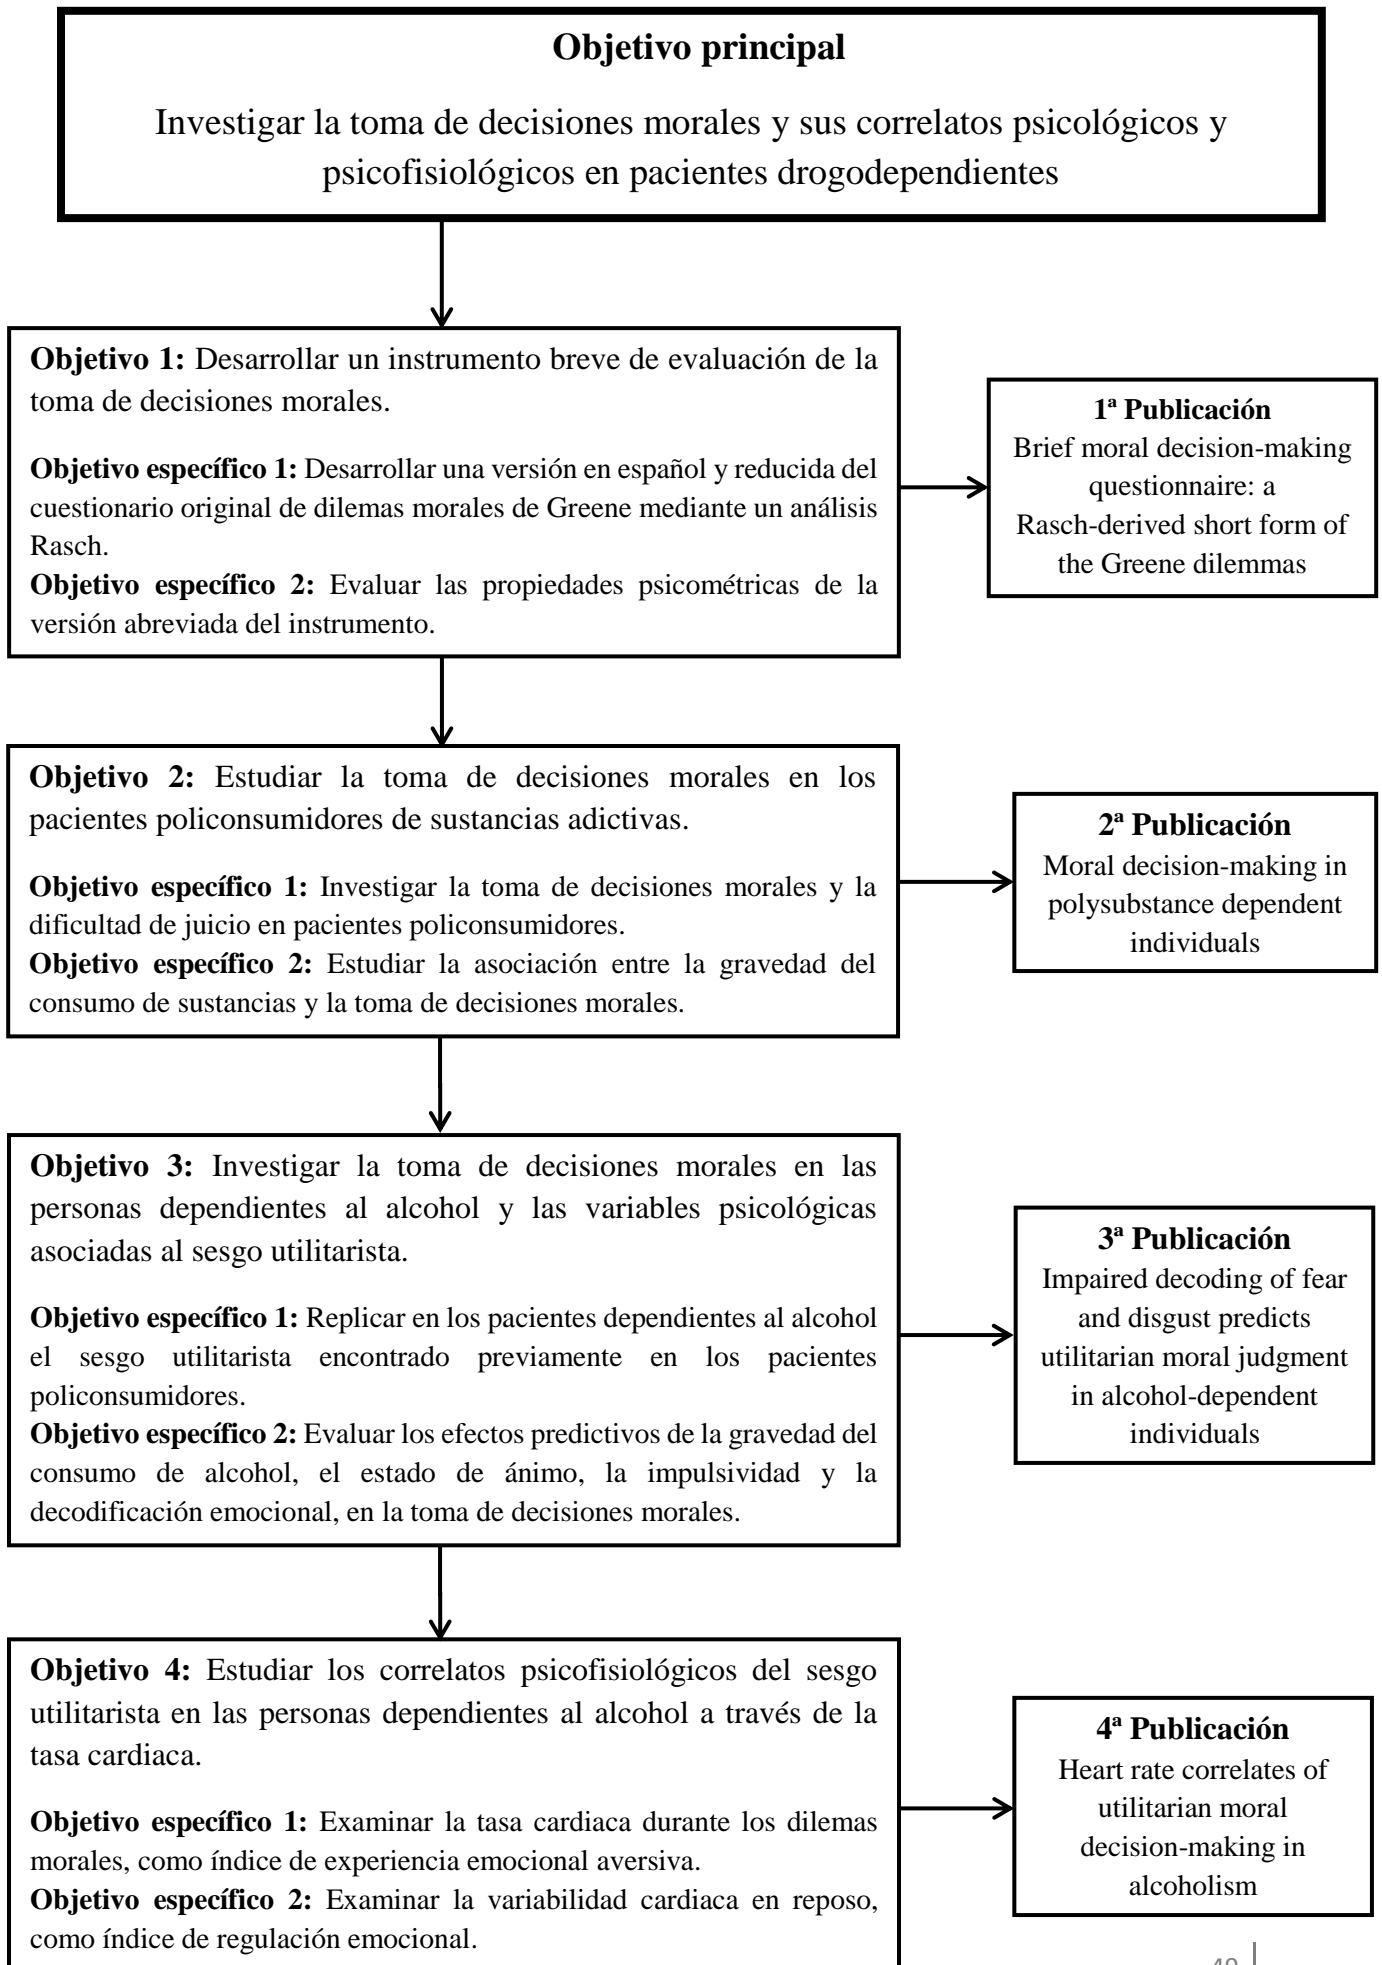 Objetivo principal
Investigar la toma de decisiones morales y sus correlatos psicológicos y
psicofisiológicos en pacientes drogodependientes
Objetivo 1: Desarrollar un instrumento breve de evaluación de la
toma de decisiones morales.
Objetivo específico 1: Desarrollar una versión en español y reducida del
cuestionario original de dilemas morales de Greene mediante un análisis
Rasch.
Objetivo específico 2: Evaluar las propiedades psicométricas de la
versión abreviada del instrumento.
1ª Publicación
Brief moral decision-making
questionnaire: a
Rasch-derived short form of
the Greene dilemmas
Objetivo 2: Estudiar la toma de decisiones morales en los
pacientes policonsumidores de sustancias adictivas.
Objetivo específico 1: Investigar la toma de decisiones morales y la
dificultad de juicio en pacientes policonsumidores.
Objetivo específico 2: Estudiar la asociación entre la gravedad del
consumo de sustancias y la toma de decisiones morales.
2ª Publicación
Moral decision-making in
polysubstance dependent
individuals
Objetivo 3: Investigar la toma de decisiones morales en las
personas dependientes al alcohol y las variables psicológicas
asociadas al sesgo utilitarista.
Objetivo específico 1: Replicar en los pacientes dependientes al alcohol
el sesgo utilitarista encontrado previamente en los pacientes
policonsumidores.
Objetivo específico 2: Evaluar los efectos predictivos de la gravedad del
consumo de alcohol, el estado de ánimo, la impulsividad y la
decodificación emocional, en la toma de decisiones morales.
3ª Publicación
Impaired decoding of fear
and disgust predicts
utilitarian moral judgment
in alcohol-dependent
individuals
Objetivo 4: Estudiar los correlatos psicofisiológicos del sesgo
utilitarista en las personas dependientes al alcohol a través de la
tasa cardiaca.
Objetivo específico 1: Examinar la tasa cardiaca durante los dilemas
morales, como índice de experiencia emocional aversiva.
Objetivo específico 2: Examinar la variabilidad cardiaca en reposo,
como índice de regulación emocional.
4ª Publicación
Heart rate correlates of
utilitarian moral
decision-making in
alcoholism